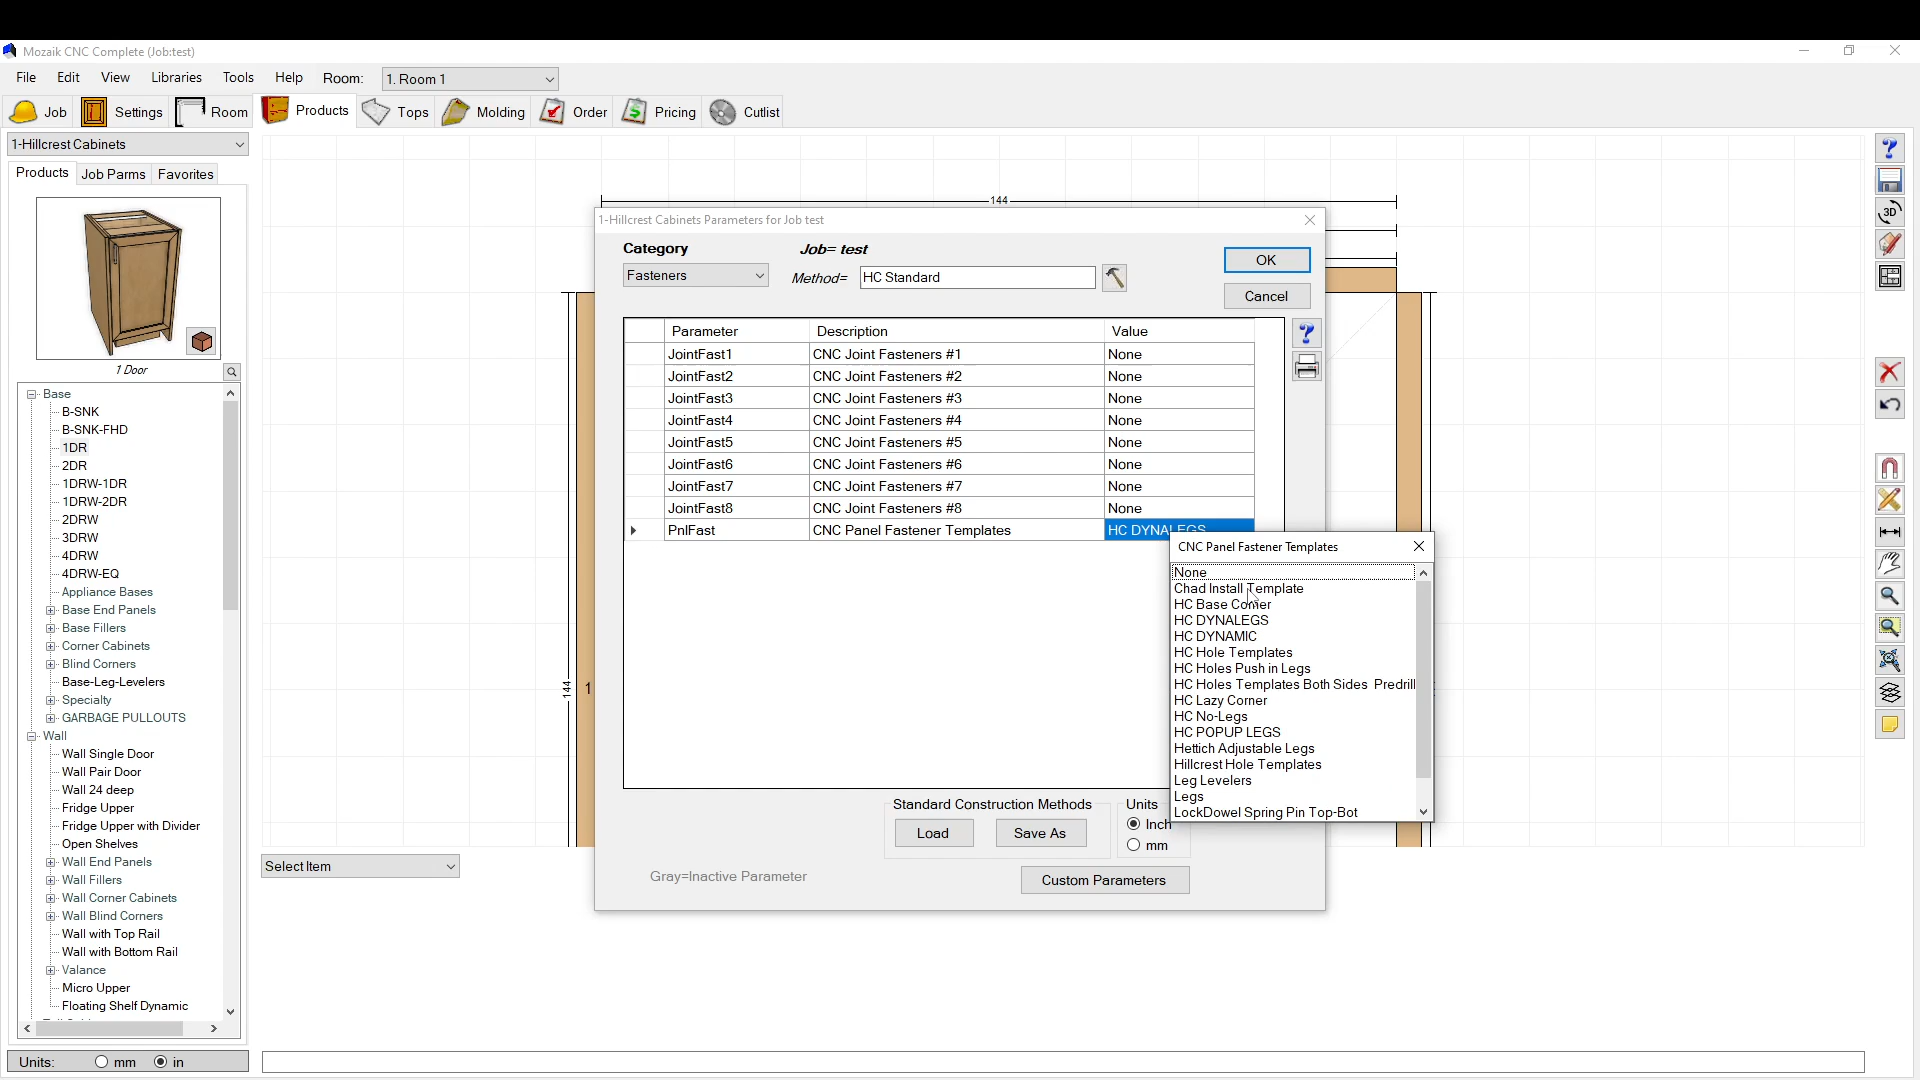 Mozaik CNC Complete (Job:test)
File Edit View Libraries Tools Help Room: 1. Room 1
Job Settings Room Products Tops Molding Order Pricing Cutlist
1-Hillcrest Cabinets
Products Job Parms Favorites
1 Door
Base
B-SNK
B-SNK-FHD
1DR
2DR
1DRW-1DR
1DRW-2DR
2DRW
3DRW
4DRW
4DRW-EQ
Appliance Bases
Base End Panels
Base Fillers
Corner Cabinets
Blind Corners
Base-Leg-Levelers
Specialty
GARBAGE PULLOUTS
Wall
Wall Single Door
Wall Pair Door
Wall 24 deep
Fridge Upper
Fridge Upper with Divider
Open Shelves
Wall End Panels
Wall Fillers
Wall Corner Cabinets
Wall Blind Corners
Wall with Top Rail
Wall with Bottom Rail
Valance
Micro Upper
Floating Shelf Dynamic
Units: mm in
144
144
1
Select Item
1-Hillcrest Cabinets Parameters for Job test
Category Job= test
Fasteners Method= HC Standard
OK
Cancel
Parameter Description Value
JointFast1 CNC Joint Fasteners #1 None
JointFast2 CNC Joint Fasteners #2 None
JointFast3 CNC Joint Fasteners #3 None
JointFast4 CNC Joint Fasteners #4 None
JointFast5 CNC Joint Fasteners #5 None
JointFast6 CNC Joint Fasteners #6 None
JointFast7 CNC Joint Fasteners #7 None
JointFast8 CNC Joint Fasteners #8 None
PnlFast CNC Panel Fastener Templates HC DYNALEGS
CNC Panel Fastener Templates
None
Chad Install Template
HC Base Corner
HC DYNALEGS
HC DYNAMIC
HC Hole Templates
HC Holes Push in Legs
HC Holes Templates Both Sides Predrill
HC Lazy Corner
HC No-Legs
HC POPUP LEGS
Hettich Adjustable Legs
Hillcrest Hole Templates
Leg Levelers
Legs
LockDowel Spring Pin Top-Bot
Standard Construction Methods
Load Save As
Units
Inch
mm
Gray=Inactive Parameter
Custom Parameters
3D